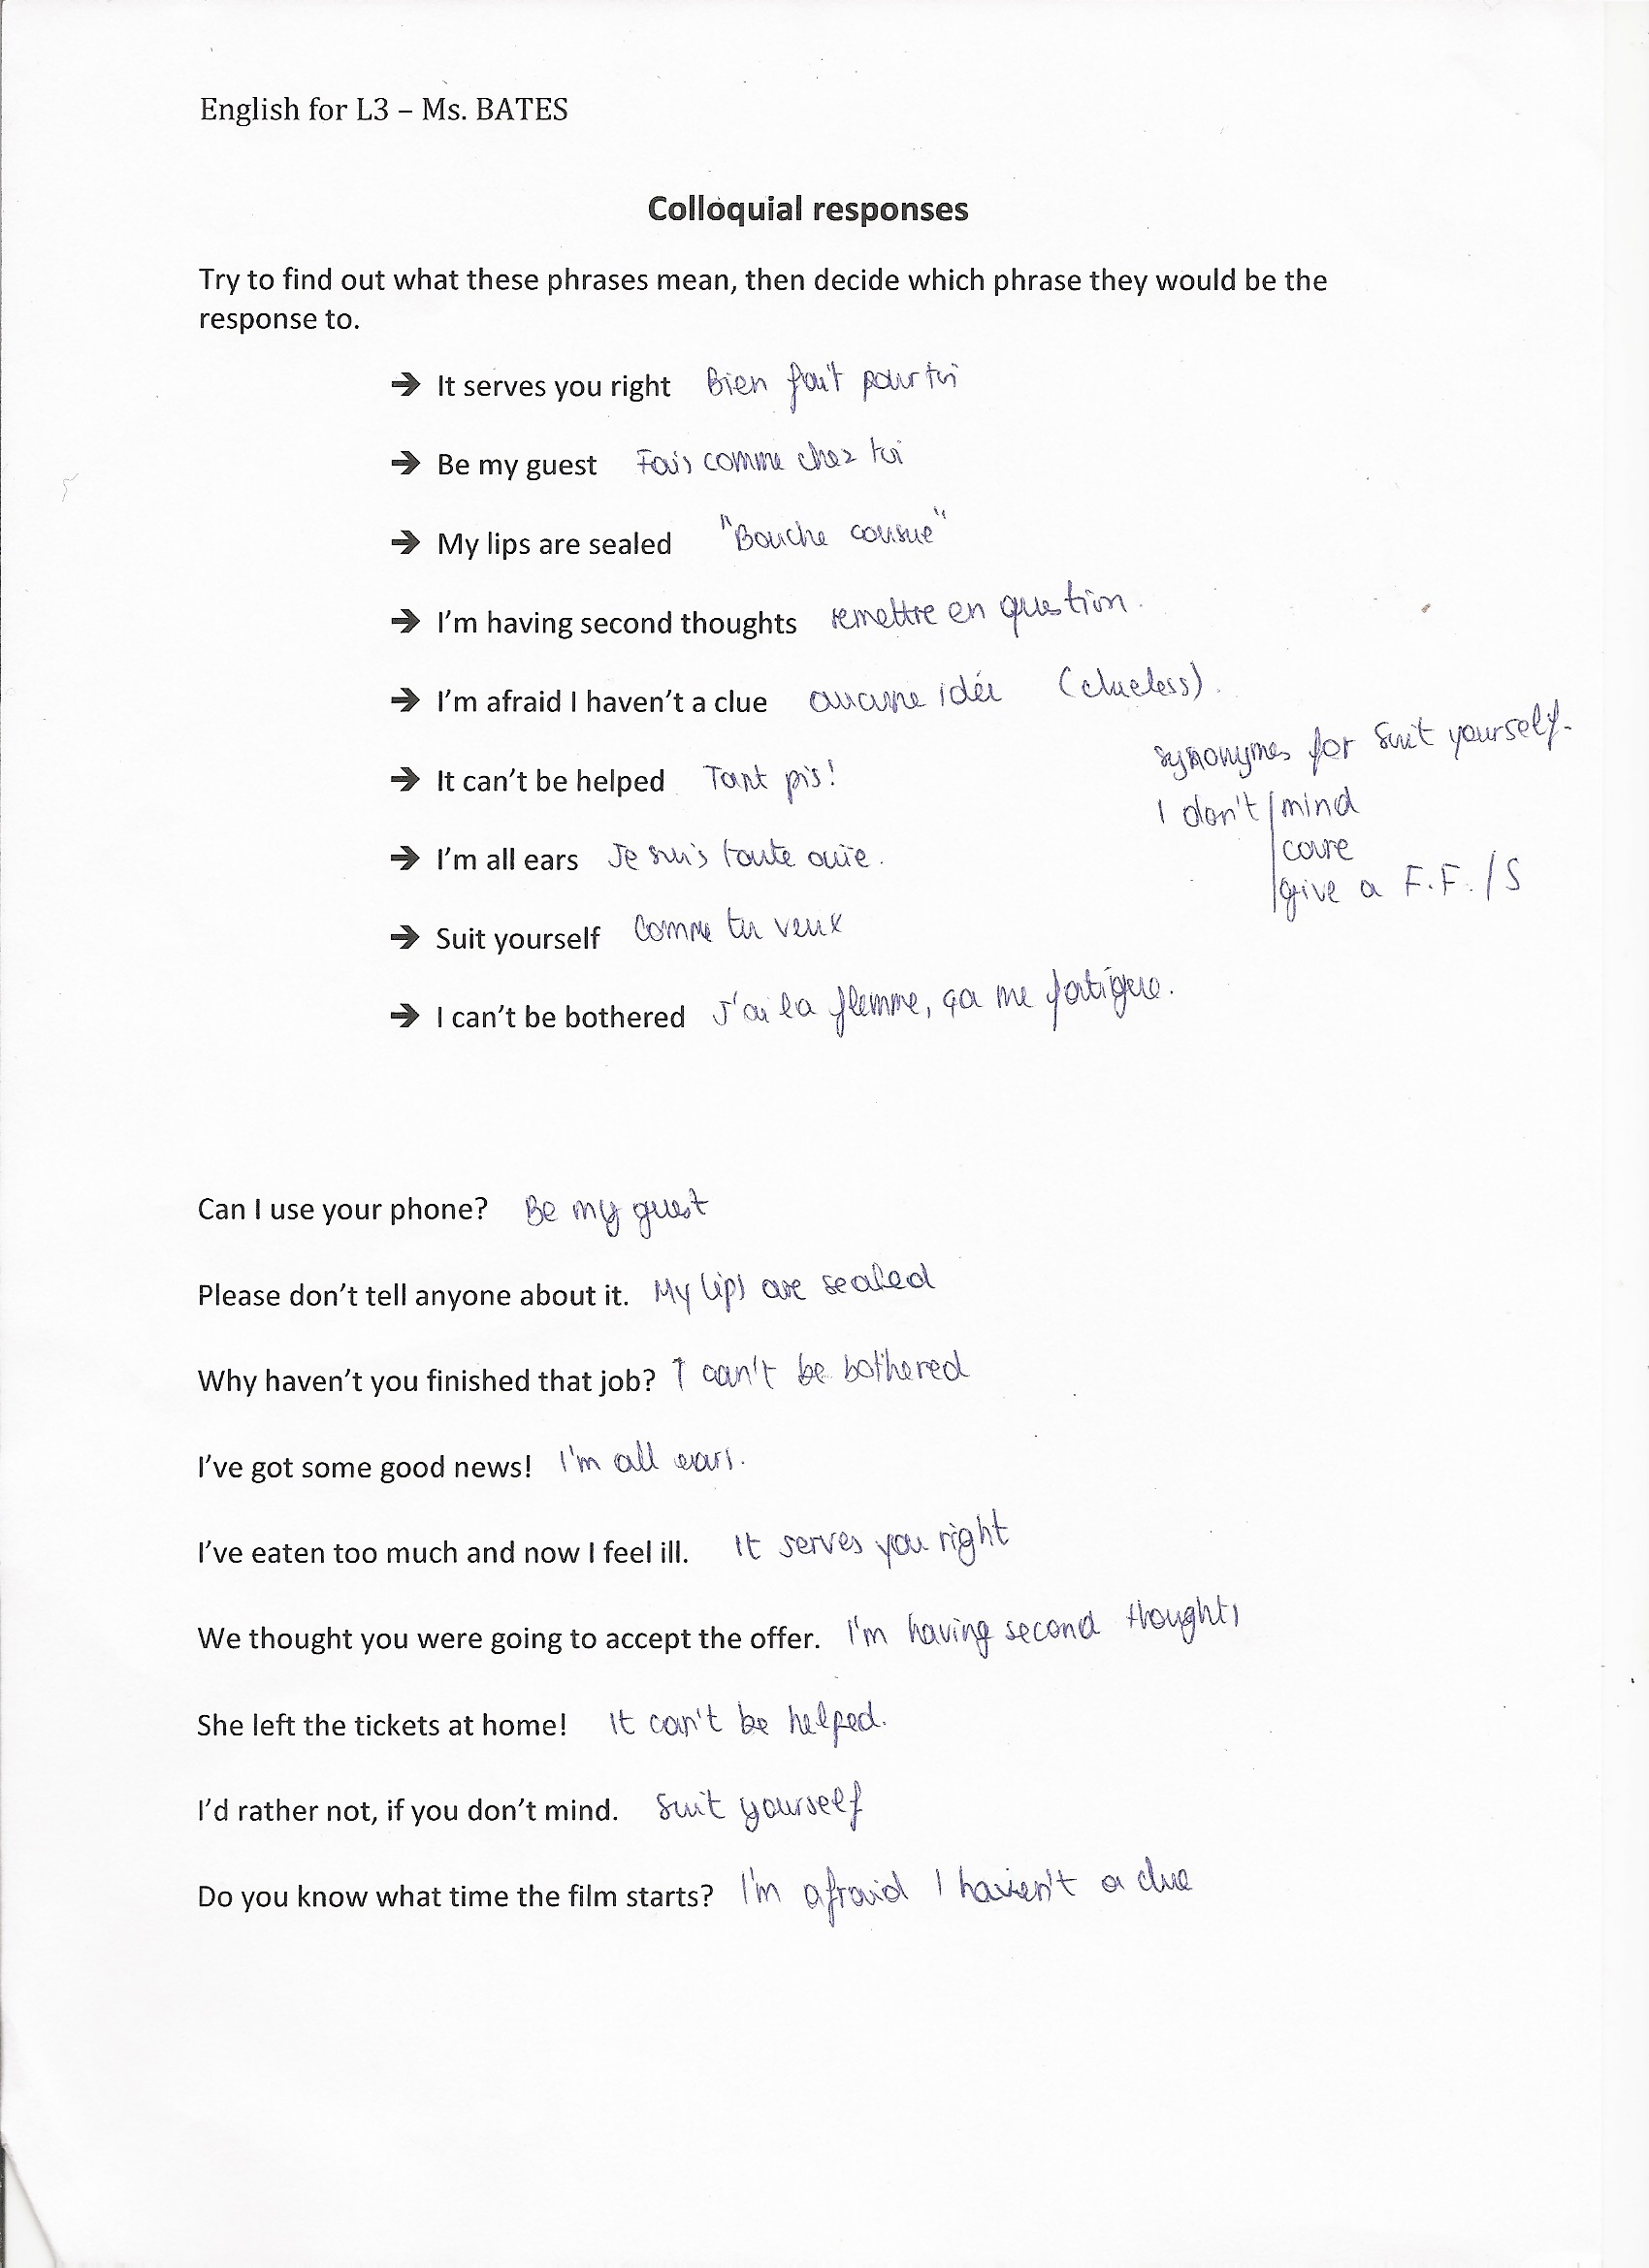 English for L3 – Ms. BATES
Colloquial responses
Try to find out what these phrases mean, then decide which phrase they would be the
response to.
➔ It serves you right Bien fait pour toi
➔ Be my guest Fais comme chez toi
➔ My lips are sealed "Bouche cousue"
➔ I'm having second thoughts remettre en question.
➔ I'm afraid I haven't a clue aucune idée (clueless).
synonymes for suit yourself.
➔ It can't be helped Tant pis!
I don't mind
care
give a F.F. / S
➔ I'm all ears Je suis toute ouïe.
➔ Suit yourself Comme tu veux
➔ I can't be bothered J'ai la flemme, ça me fatigue.
Can I use your phone? Be my guest
Please don't tell anyone about it. My lips are sealed
Why haven't you finished that job? I can't be bothered
I've got some good news! I'm all ears.
I've eaten too much and now I feel ill. It serves you right
We thought you were going to accept the offer. I'm having second thoughts
She left the tickets at home! It can't be helped.
I'd rather not, if you don't mind. Suit yourself
Do you know what time the film starts? I'm afraid I haven't a clue